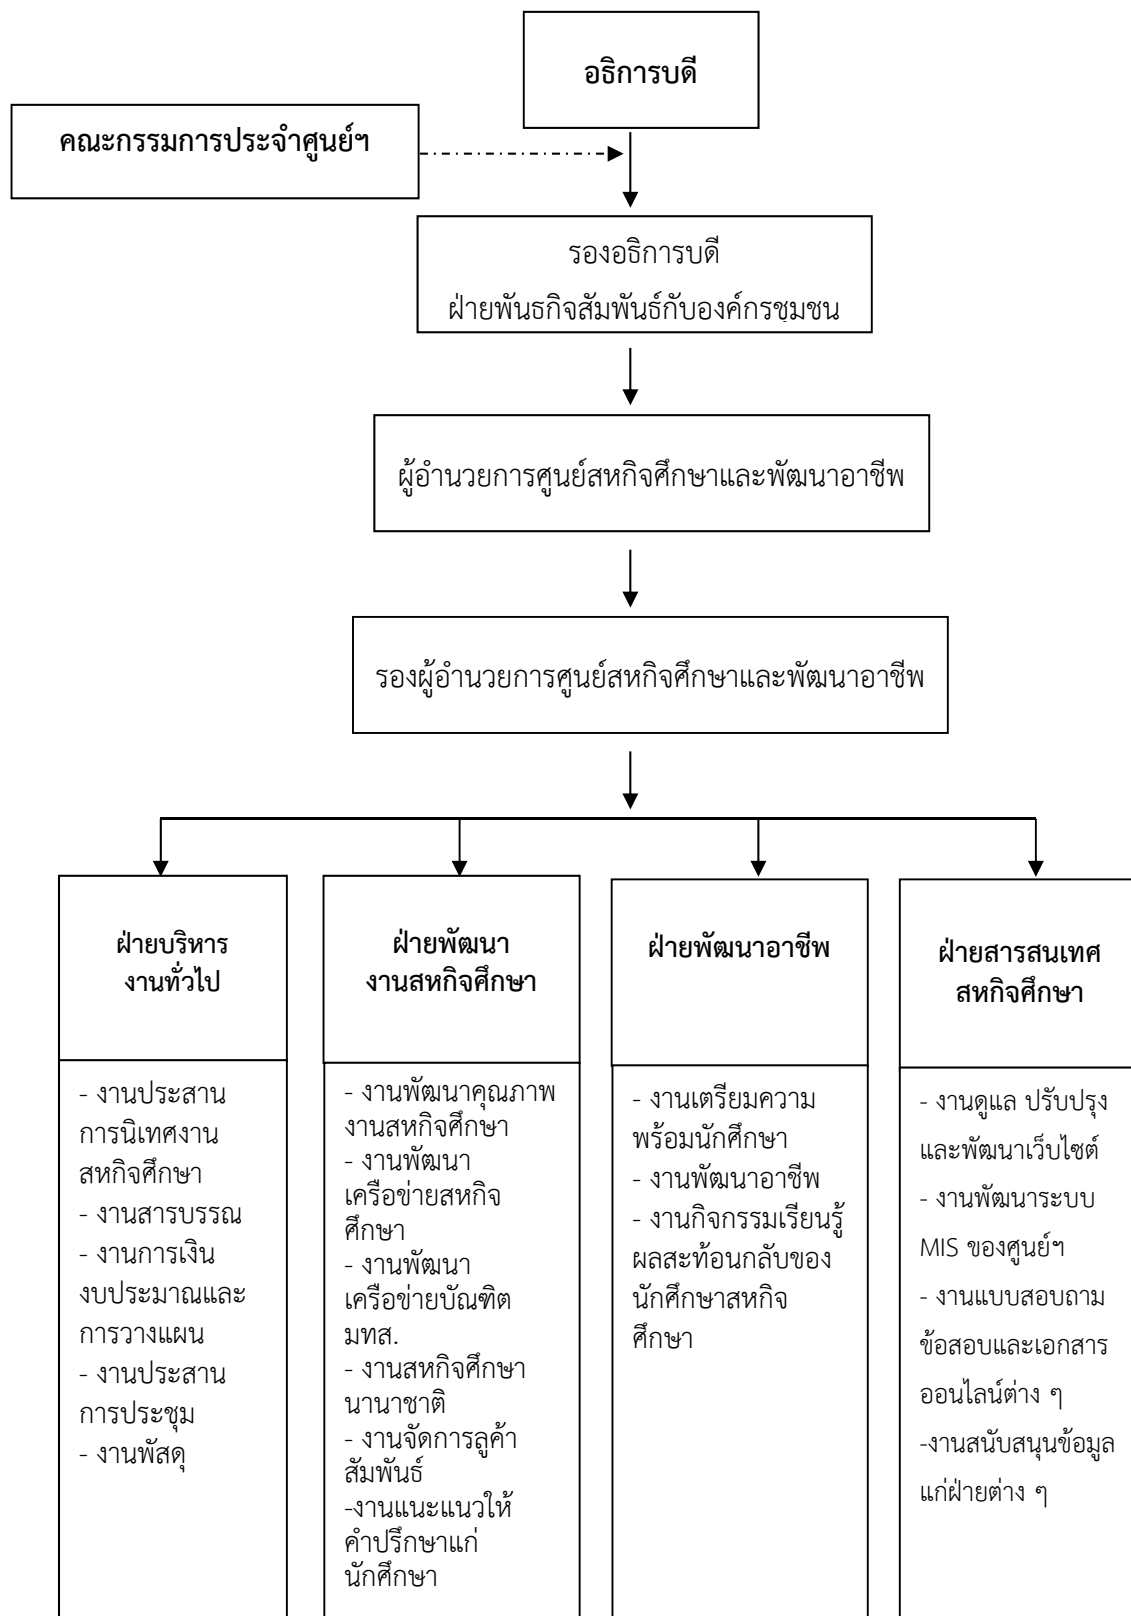 อธิการบดี
คณะกรรมการประจำศูนย์ฯ
รองอธิการบดี
ฝ่ายพันธกิจสัมพันธ์กับองค์กรชุมชน
ผู้อำนวยการศูนย์สหกิจศึกษาและพัฒนาอาชีพ
รองผู้อำนวยการศูนย์สหกิจศึกษาและพัฒนาอาชีพ
ฝ่ายบริหาร
งานทั่วไป
- งานประสาน
การนิเทศงาน
สหกิจศึกษา
- งานสารบรรณ
- งานการเงิน
งบประมาณและ
การวางแผน
- งานประสาน
การประชุม
- งานพัสดุ
ฝ่ายพัฒนา
งานสหกิจศึกษา
- งานพัฒนาคุณภาพ
งานสหกิจศึกษา
- งานพัฒนา
เครือข่ายสหกิจ
ศึกษา
- งานพัฒนา
เครือข่ายบัณฑิต
มทส.
- งานสหกิจศึกษา
นานาชาติ
- งานจัดการลูกค้า
สัมพันธ์
-งานแนะแนวให้
คำปรึกษาแก่
นักศึกษา
ฝ่ายพัฒนาอาชีพ
- งานเตรียมความ
พร้อมนักศึกษา
- งานพัฒนาอาชีพ
- งานกิจกรรมเรียนรู้
ผลสะท้อนกลับของ
นักศึกษาสหกิจ
ศึกษา
ฝ่ายสารสนเทศ
สหกิจศึกษา
- งานดูแล ปรับปรุง
และพัฒนาเว็บไซต์
- งานพัฒนาระบบ
MIS ของศูนย์ฯ
- งานแบบสอบถาม
ข้อสอบและเอกสาร
ออนไลน์ต่าง ๆ
-งานสนับสนุนข้อมูล
แก่ฝ่ายต่าง ๆ